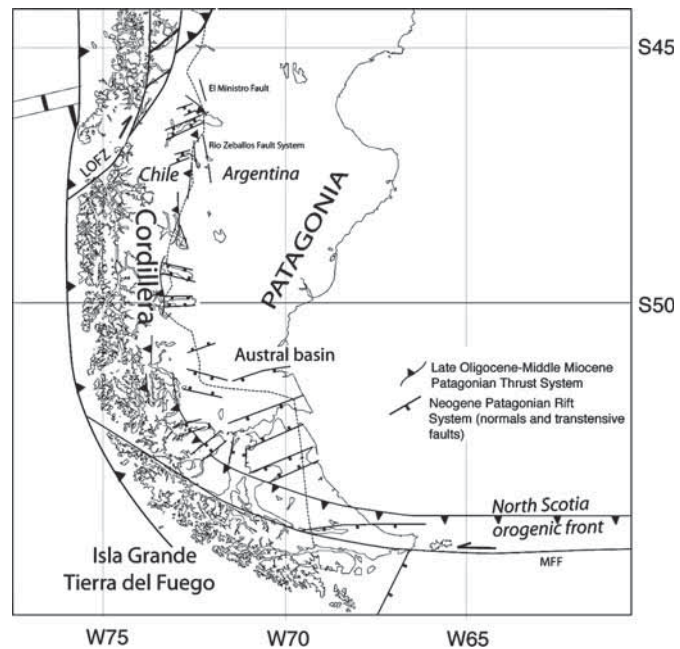 S45
El Ministro Fault
Rio Zeballos Fault System
LOFZ
Chile
Argentina
Cordillera
PATAGONIA
S50
Austral basin
Late Oligocene-Middle Miocene
Patagonian Thrust System
Neogene Patagonian Rift
System (normals and transtensive
faults)
North Scotia
orogenic front
MFF
Isla Grande
Tierra del Fuego
W75
W70
W65